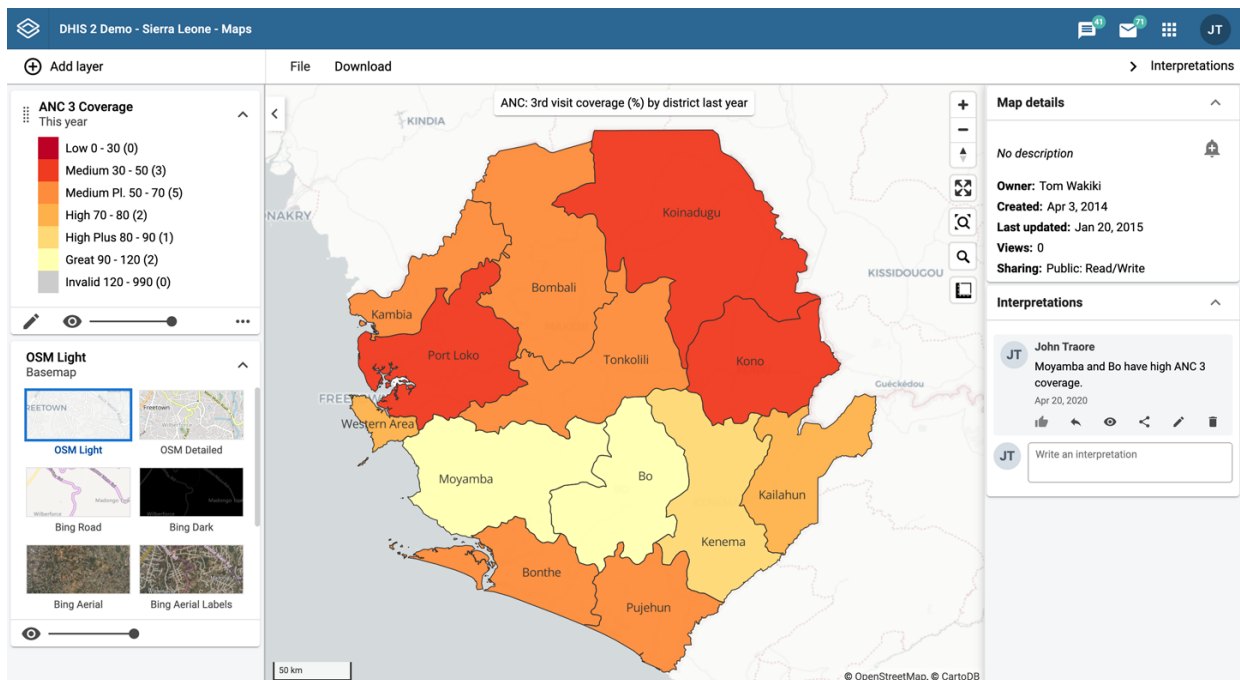 DHIS 2 Demo - Sierra Leone - Maps
41
71
JT
Add layer
File
Download
Interpretations
ANC 3 Coverage
This year
Low 0 - 30 (0)
Medium 30 - 50 (3)
Medium Pl. 50 - 70 (5)
High 70 - 80 (2)
High Plus 80 - 90 (1)
Great 90 - 120 (2)
Invalid 120 - 990 (0)
OSM Light
Basemap
REETOWN
Freetown
Wilberforce
OSM Light
OSM Detailed
Wilberforce
Bing Road
Bing Dark
Bing Aerial
Bing Aerial Labels
ANC: 3rd visit coverage (%) by district last year
KINDIA
NAKRY
Koinadugu
KISSIDOUGOU
Bombali
Kambia
Port Loko
Tonkolili
Kono
Guéckédou
FREETOW
Western Area
Moyamba
Bo
Kailahun
Kenema
Bonthe
Pujehun
50 km
© OpenStreetMap, © CartoDB
Map details
No description
Owner: Tom Wakiki
Created: Apr 3, 2014
Last updated: Jan 20, 2015
Views: 0
Sharing: Public: Read/Write
Interpretations
JT
John Traore
Moyamba and Bo have high ANC 3
coverage.
Apr 20, 2020
JT
Write an interpretation